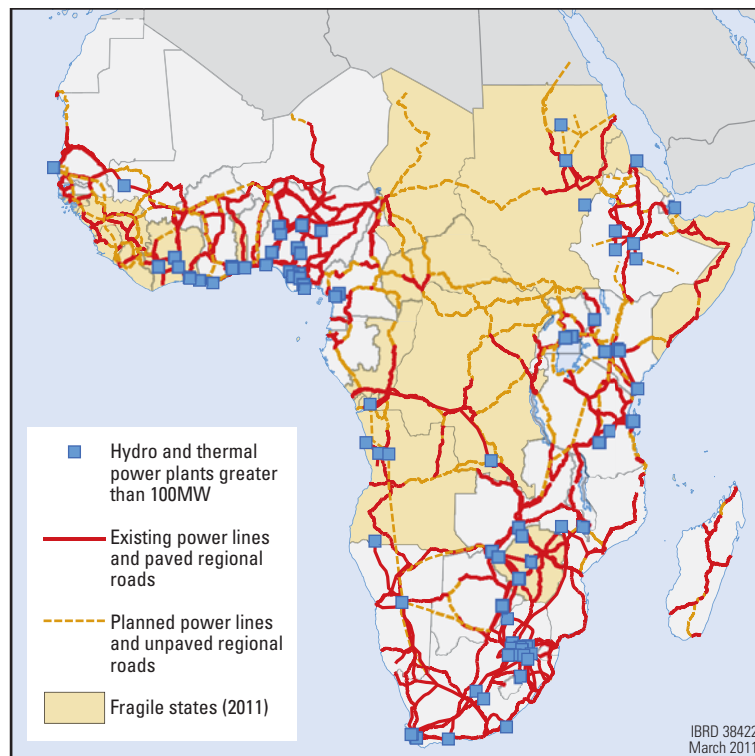 Hydro and thermal
power plants greater
than 100MW
Existing power lines
and paved regional
roads
Planned power lines
and unpaved regional
roads
Fragile states (2011)
IBRD 38422
March 2011